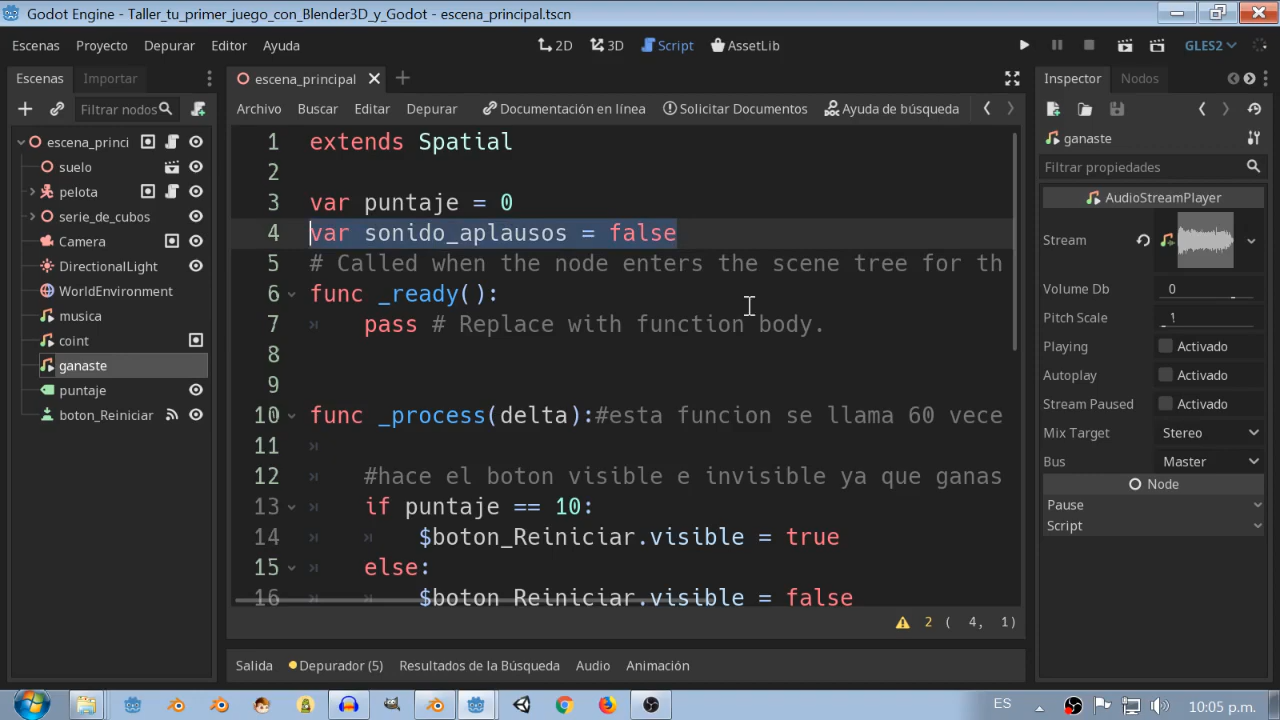 Godot Engine - Taller_tu_primer_juego_con_Blender3D_y_Godot - escena_principal.tscn
Escenas Proyecto Depurar Editor Ayuda
2D 3D Script AssetLib
GLES2
Escenas Importar
Filtrar nodos
escena_princi
suelo
pelota
serie_de_cubos
Camera
DirectionalLight
WorldEnvironment
musica
coint
ganaste
puntaje
boton_Reiniciar
escena_principal
Archivo Buscar Editar Depurar Documentación en línea Solicitar Documentos Ayuda de búsqueda
1 extends Spatial
2
3 var puntaje = 0
4 var sonido_aplausos = false
5 # Called when the node enters the scene tree for th
6 func _ready():
7 pass # Replace with function body.
8
9
10 func _process(delta):#esta funcion se llama 60 vece
11
12 #hace el boton visible e invisible ya que ganas
13 if puntaje == 10:
14 $boton_Reiniciar.visible = true
15 else:
16 $boton_Reiniciar.visible = false
2 ( 4, 1)
Salida Depurador (5) Resultados de la Búsqueda Audio Animación
Inspector Nodos
ganaste
Filtrar propiedades
AudioStreamPlayer
Stream
Volume Db 0
Pitch Scale 1
Playing Activado
Autoplay Activado
Stream Paused Activado
Mix Target Stereo
Bus Master
Node
Pause
Script
ES
10:05 p.m.